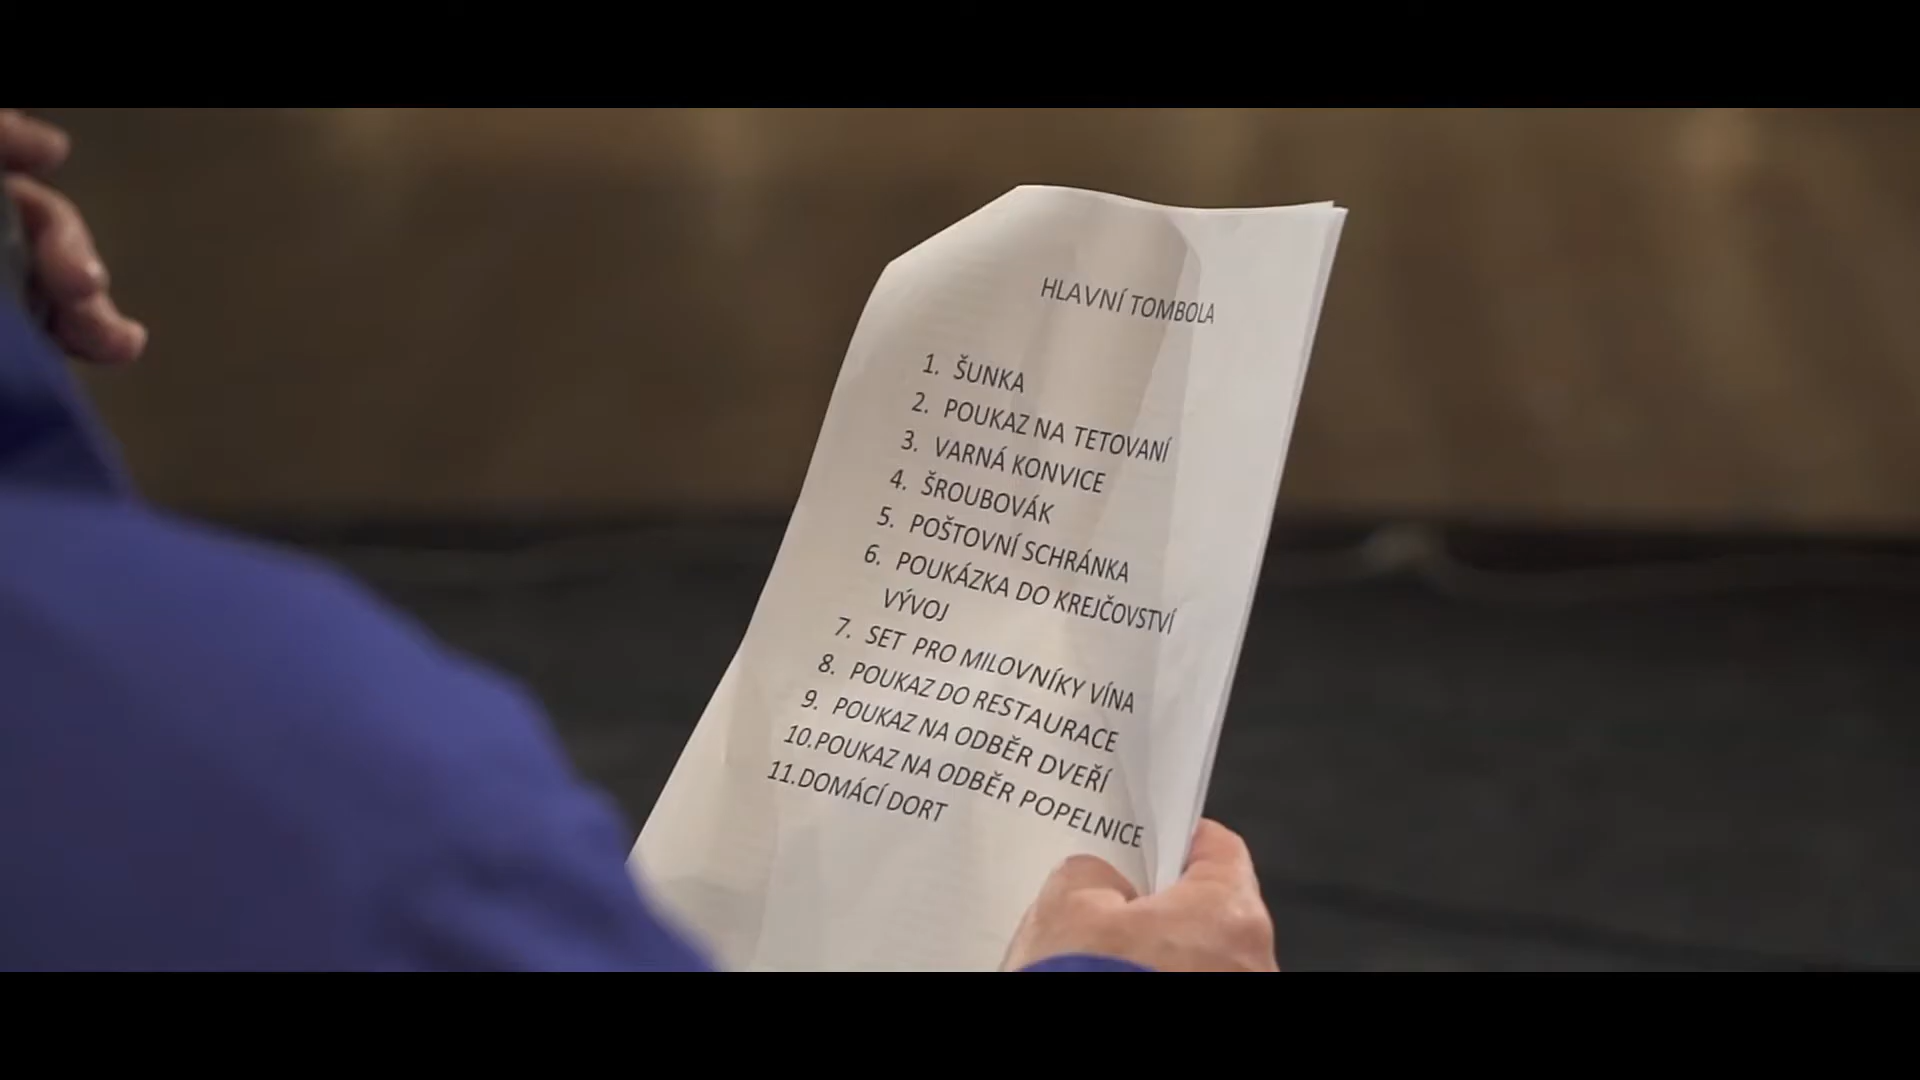 HLAVNÍ TOMBOLA
1. ŠUNKA
2. POUKAZ NA TETOVANÍ
3. VARNÁ KONVICE
4. ŠROUBOVÁK
5. POŠTOVNÍ SCHRÁNKA
6. POUKÁZKA DO KREJČOVSTVÍ
VÝVOJ
7. SET PRO MILOVNÍKY VÍNA
8. POUKAZ DO RESTAURACE
9. POUKAZ NA ODBĚR DVEŘÍ
10.POUKAZ NA ODBĚR POPELNICE
11.DOMÁCÍ DORT